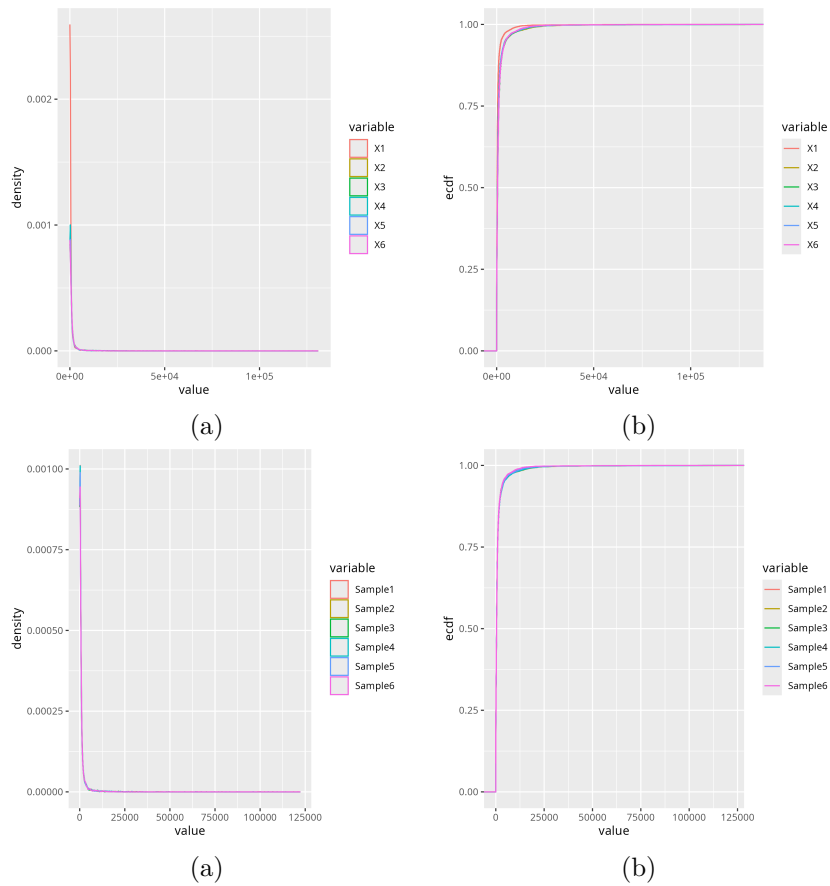 density
0.002
0.001
0.000
0e+00 5e+04 1e+05
value
variable
X1
X2
X3
X4
X5
X6
(a)
ecdf
1.00
0.75
0.50
0.25
0.00
0e+00 5e+04 1e+05
value
variable
X1
X2
X3
X4
X5
X6
(b)
density
0.00100
0.00075
0.00050
0.00025
0.00000
0 25000 50000 75000 100000 125000
value
variable
Sample1
Sample2
Sample3
Sample4
Sample5
Sample6
(a)
ecdf
1.00
0.75
0.50
0.25
0.00
0 25000 50000 75000 100000 125000
value
variable
Sample1
Sample2
Sample3
Sample4
Sample5
Sample6
(b)